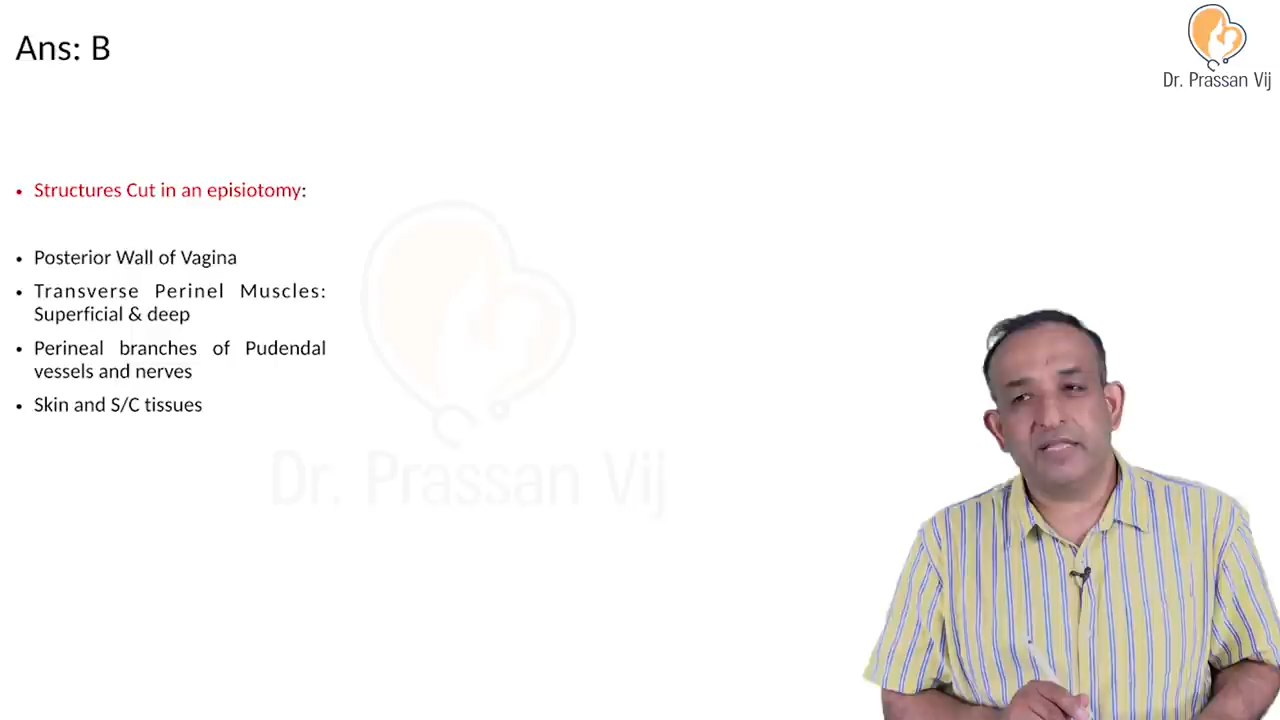 Ans: B
Dr. Prassan Vij
• Structures Cut in an episiotomy:
• Posterior Wall of Vagina
• Transverse Perinel Muscles:
Superficial & deep
• Perineal branches of Pudendal
vessels and nerves
• Skin and S/C tissues
Dr. Prassan Vij